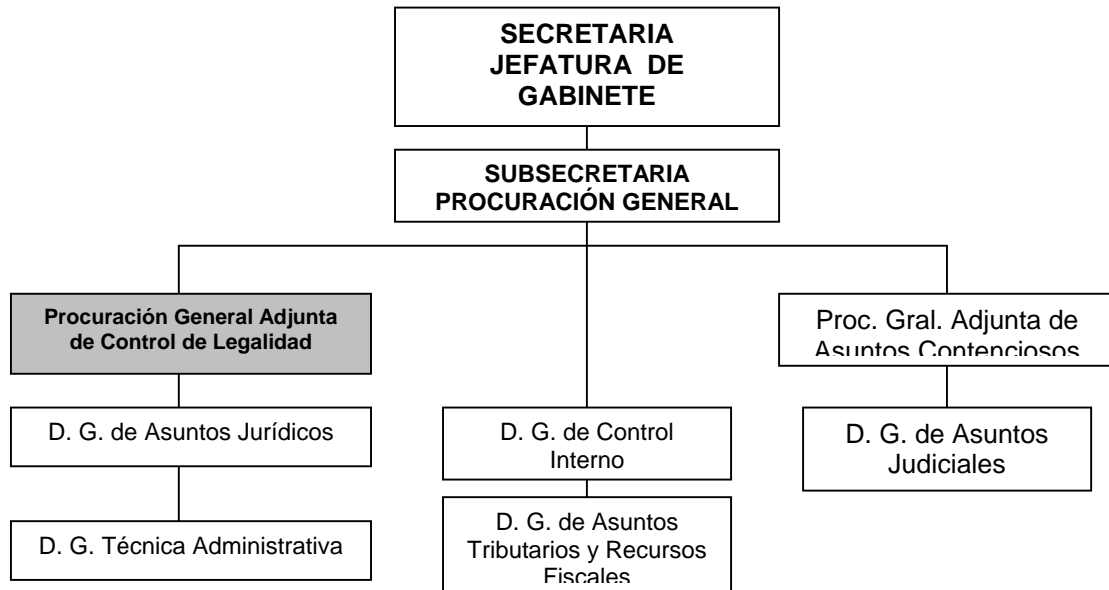 SECRETARIA
JEFATURA DE
GABINETE
SUBSECRETARIA
PROCURACIÓN GENERAL
Procuración General Adjunta
de Control de Legalidad
Proc. Gral. Adjunta de
Asuntos Contenciosos
D. G. de Asuntos Jurídicos
D. G. de Control
Interno
D. G. de Asuntos
Judiciales
D. G. Técnica Administrativa
D. G. de Asuntos
Tributarios y Recursos
Fiscales